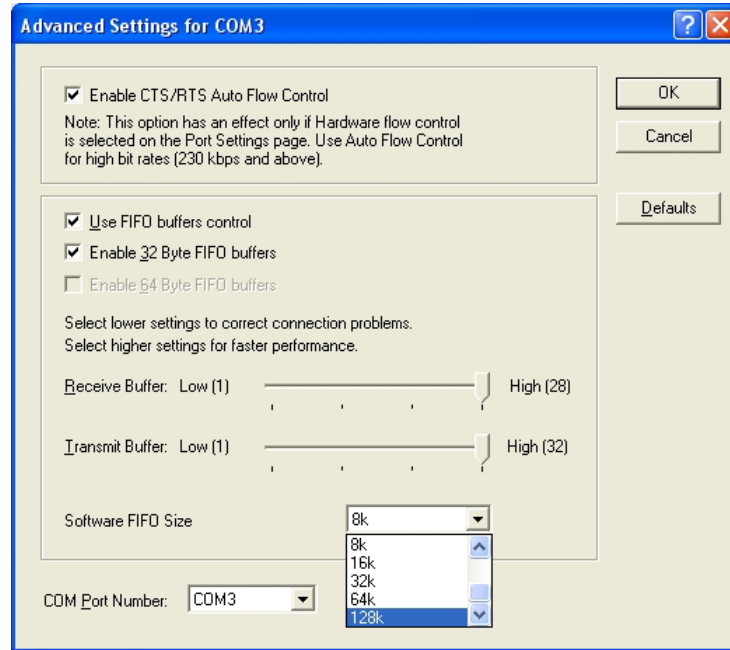 Advanced Settings for COM3
Enable CTS/RTS Auto Flow Control
Note: This option has an effect only if Hardware flow control
is selected on the Port Settings page. Use Auto Flow Control
for high bit rates (230 kbps and above).
OK
Cancel
Defaults
Use FIFO buffers control
Enable 32 Byte FIFO buffers
Enable 64 Byte FIFO buffers
Select lower settings to correct connection problems.
Select higher settings for faster performance.
Receive Buffer: Low (1) High (28)
Transmit Buffer: Low (1) High (32)
Software FIFO Size 8k
8k
16k
32k
64k
128k
COM Port Number: COM3